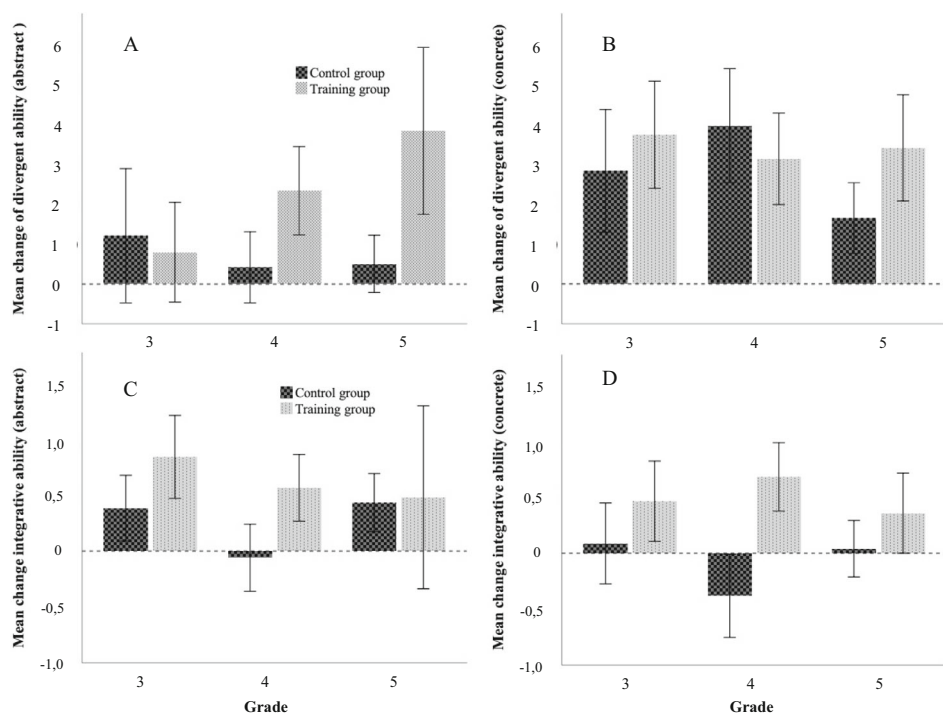 A
B
Mean change of divergent ability (abstract)
6
5
4
3
2
1
0
-1
Control group
Training group
3
4
5
Mean change of divergent ability (concrete)
6
5
4
3
2
1
0
-1
3
4
5
C
D
Mean change integrative ability (abstract)
1,5
1,0
0,5
0
-0,5
-1,0
Control group
Training group
3
4
5
Grade
Mean change integrative ability (concrete)
1,5
1,0
0,5
0
-0,5
-1,0
3
4
5
Grade